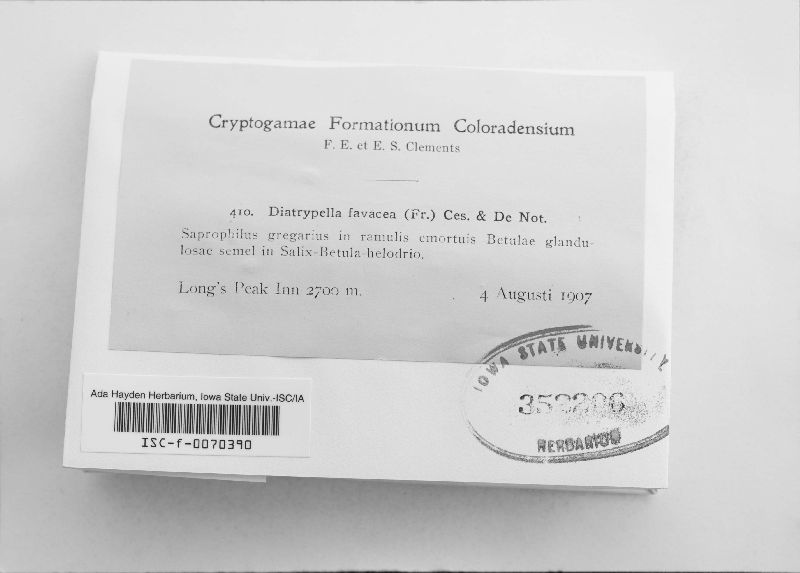 Cryptogamae Formationum Coloradensium
F. E. et E. S. Clements
410. Diatrypella favacea (Fr.) Ces. & De Not.
Saprophilus gregarius in ramulis emortuis Betulae glandu-
losae semel in Salix-Betula-helodrio.
Long's Peak Inn 2700 m. 4 Augusti 1907
IOWA STATE UNIVERSITY
HERBARIUM
Ada Hayden Herbarium, Iowa State Univ.-ISC/IA
ISC-f-0070390